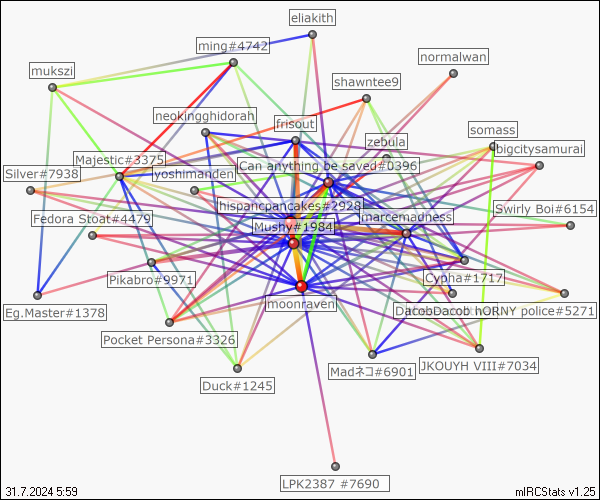 eliakith
ming#4742
normalwan
mukszi
shawntee9
neokingghidorah
frisout
somass
zebula
bigcitysamurai
Majestic#3375
Can anything be saved#0396
Silver#7938
yoshimanden
hispancpancakes#2928
Swirly Boi#6154
Fedora Stoat#4479
marcemadness
Mushy#1984
Pikabro#9971
Cypha#1717
moonraven
Eg.Master#1378
HORNY police#5271
Pocket Persona#3326
JKOUYH VIII#7034
Madネコ#6901
Duck#1245
LPK2387 #7690
31.7.2024 5:59
mIRCStats v1.25